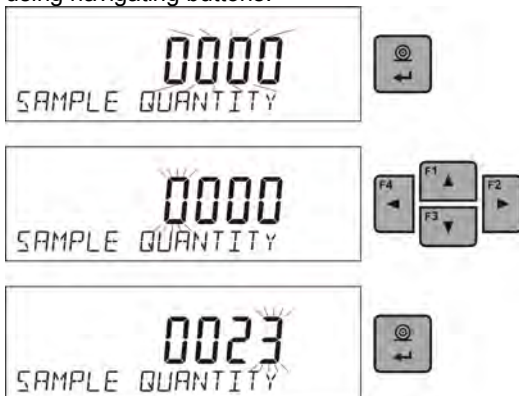 using navigating buttons.
0000
SAMPLE QUANTITY
0000
SAMPLE QUANTITY
F1
F4
F2
F3
0023
SAMPLE QUANTITY